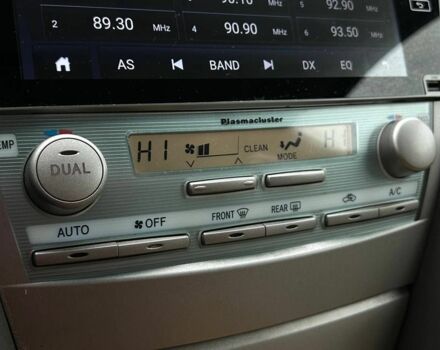 5 92.90
2 89.30 MHz 4 90.90 MHz 6 93.50 MHz
AS BAND DX EQ
Plasmacluster
TEMP DUAL HI CLEAN MODE H
AUTO OFF FRONT REAR A/C